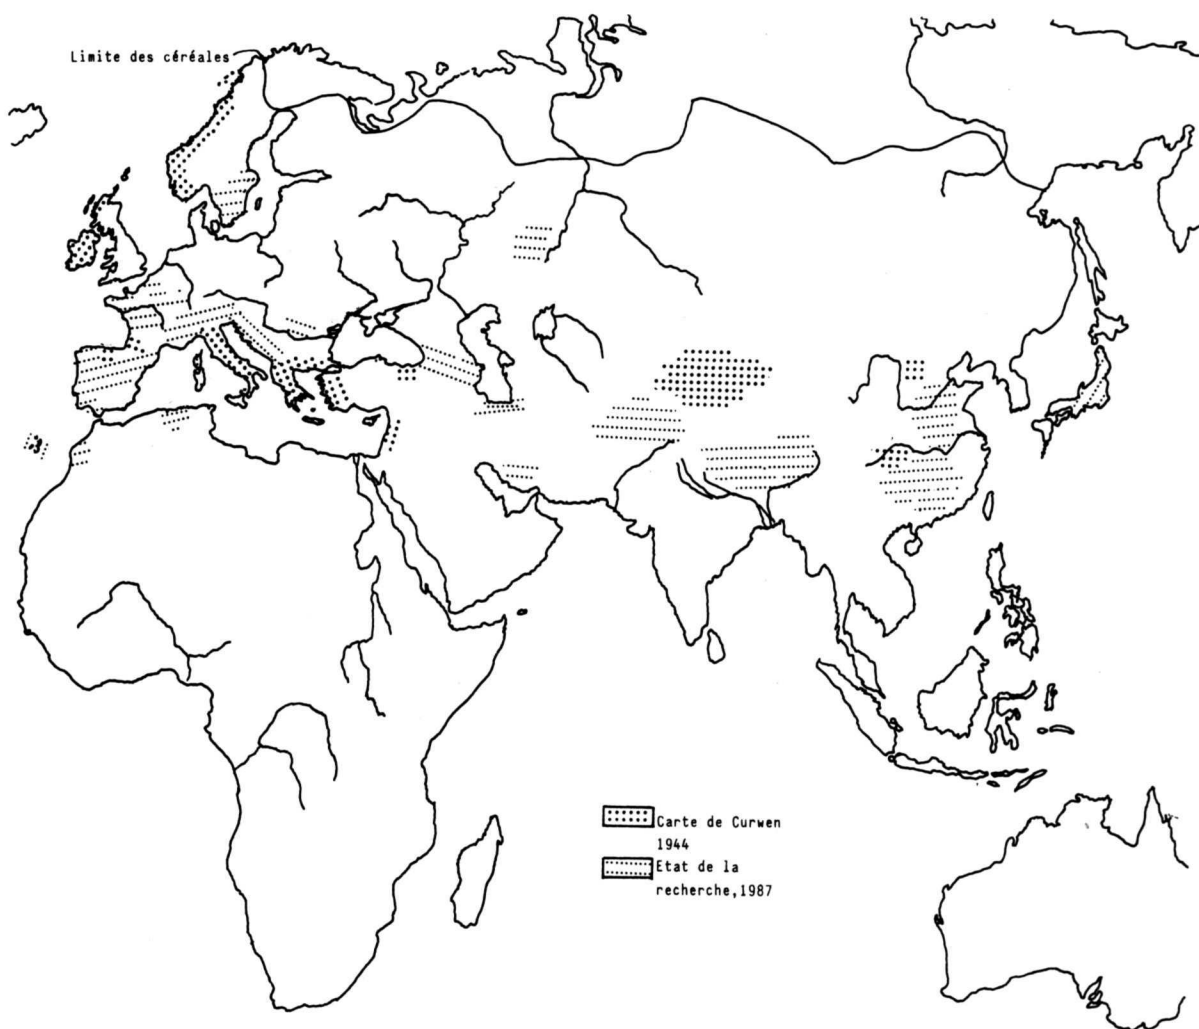 Limite des céréales
Carte de Curwen
1944
Etat de la
recherche,1987